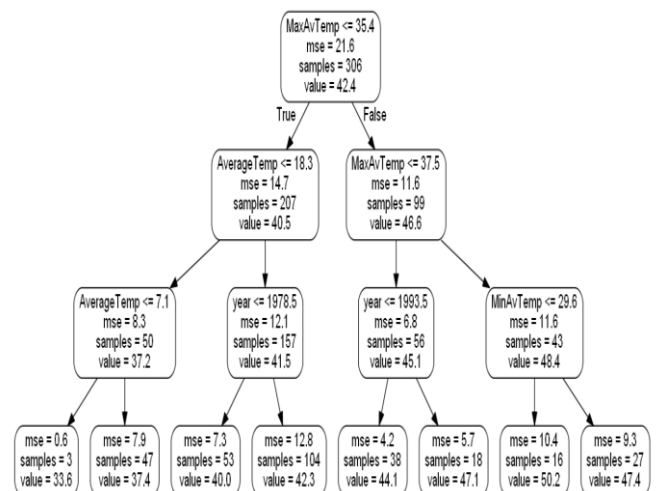 MaxAvTemp <= 35.4
mse = 21.6
samples = 306
value = 42.4
True
False
AverageTemp <= 18.3
mse = 14.7
samples = 207
value = 40.5
MaxAvTemp <= 37.5
mse = 11.6
samples = 99
value = 46.6
AverageTemp <= 7.1
mse = 8.3
samples = 50
value = 37.2
year <= 1978.5
mse = 12.1
samples = 157
value = 41.5
year <= 1993.5
mse = 6.8
samples = 56
value = 45.1
MinAvTemp <= 29.6
mse = 11.6
samples = 43
value = 48.4
mse = 0.6
samples = 3
value = 33.6
mse = 7.9
samples = 47
value = 37.4
mse = 7.3
samples = 53
value = 40.0
mse = 12.8
samples = 104
value = 42.3
mse = 4.2
samples = 38
value = 44.1
mse = 5.7
samples = 18
value = 47.1
mse = 10.4
samples = 16
value = 50.2
mse = 9.3
samples = 27
value = 47.4